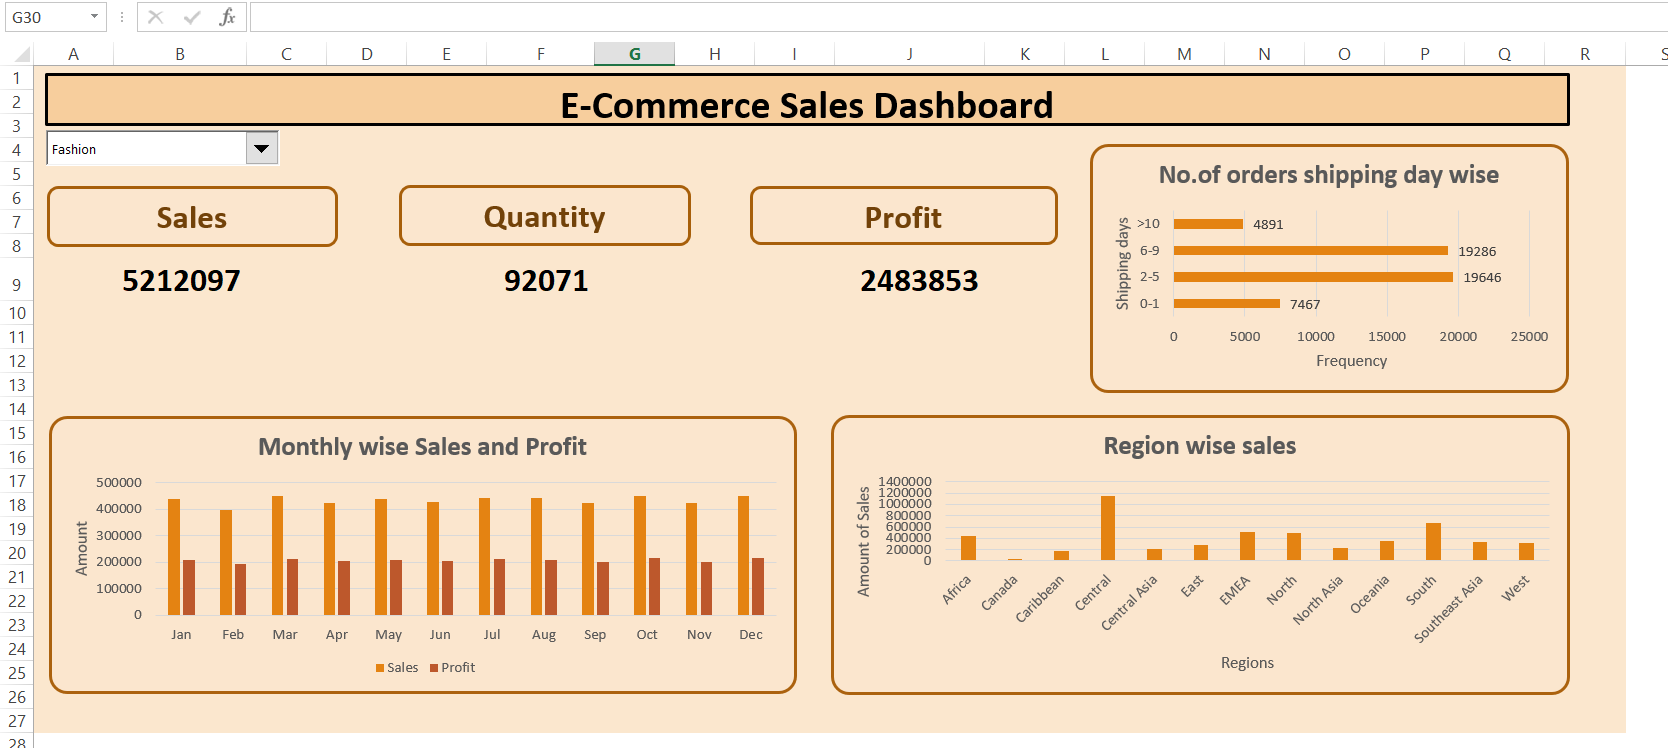 G30
fx
A B C D E F G H I J K L M N O P Q R S
1
2
3
4
5
6
7
8
9
10
11
12
13
14
15
16
17
18
19
20
21
22
23
24
25
26
27
28
E-Commerce Sales Dashboard
Fashion
Sales
Quantity
Profit
5212097
92071
2483853
No.of orders shipping day wise
Shipping days
>10
4891
6-9
19286
2-5
19646
0-1
7467
0 5000 10000 15000 20000 25000
Frequency
Monthly wise Sales and Profit
Amount
500000
400000
300000
200000
100000
0
Jan Feb Mar Apr May Jun Jul Aug Sep Oct Nov Dec
Sales Profit
Region wise sales
Amount of Sales
1400000
1200000
1000000
800000
600000
400000
200000
0
Africa Canada Caribbean Central Central Asia East EMEA North North Asia Oceania South Southeast Asia West
Regions